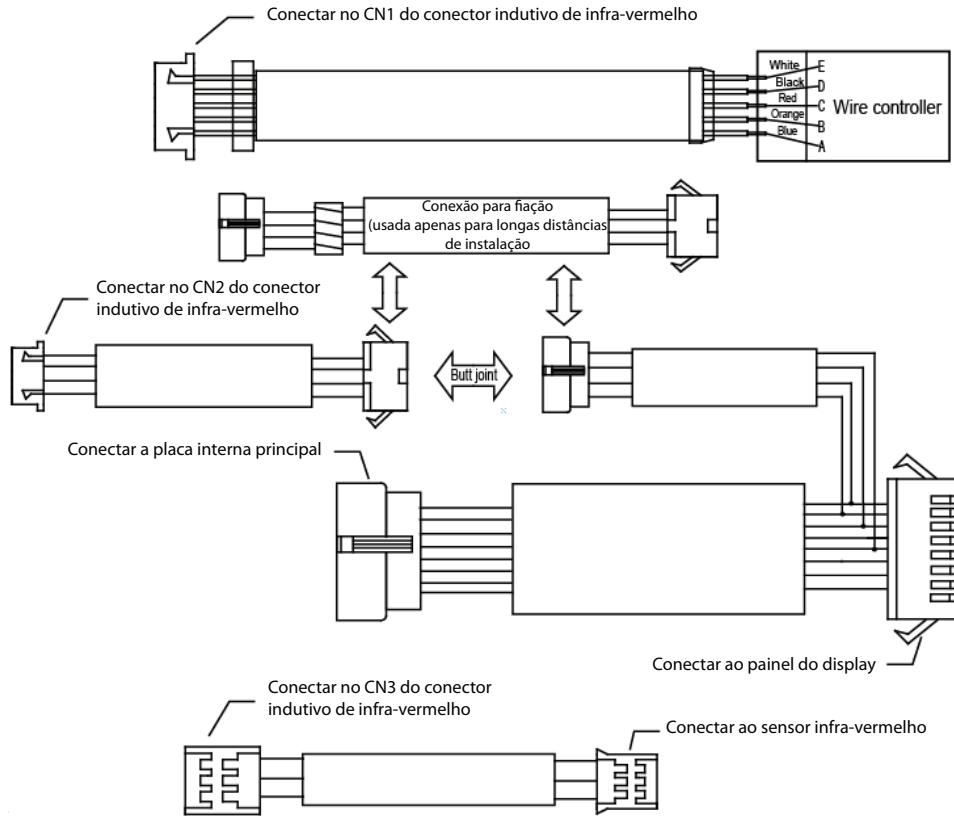 Conectar no CN1 do conector indutivo de infra-vermelho
White E
Black D
Red C
Orange B
Blue A
Wire controller
Conexão para fiação
(usada apenas para longas distâncias
de instalação
Conectar no CN2 do conector
indutivo de infra-vermelho
Butt joint
Conectar a placa interna principal
Conectar ao painel do display
Conectar no CN3 do conector
indutivo de infra-vermelho
Conectar ao sensor infra-vermelho